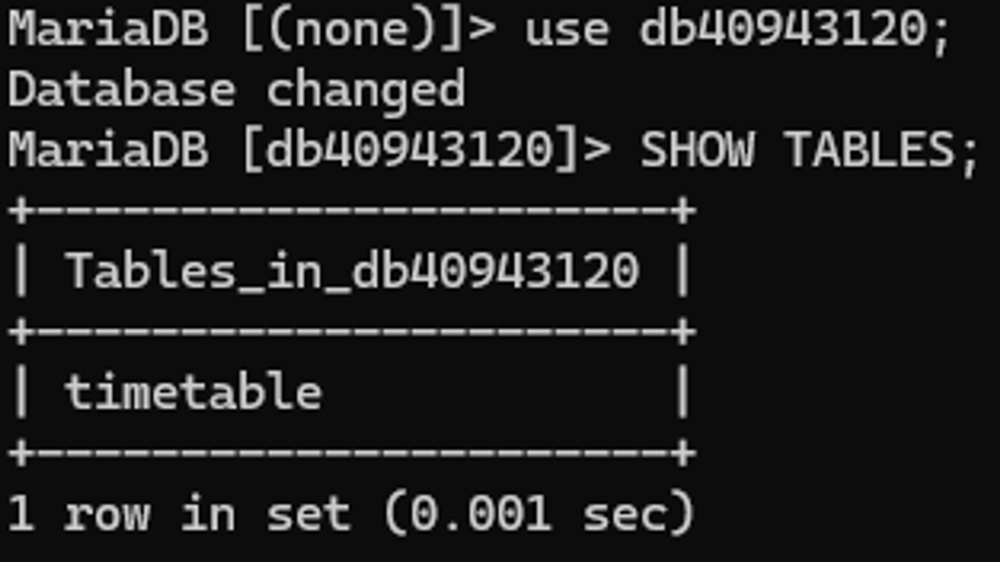 MariaDB [(none)]> use db40943120;
Database changed
MariaDB [db40943120]> SHOW TABLES;
+----------------------+
| Tables_in_db40943120 |
+----------------------+
| timetable            |
+----------------------+
1 row in set (0.001 sec)